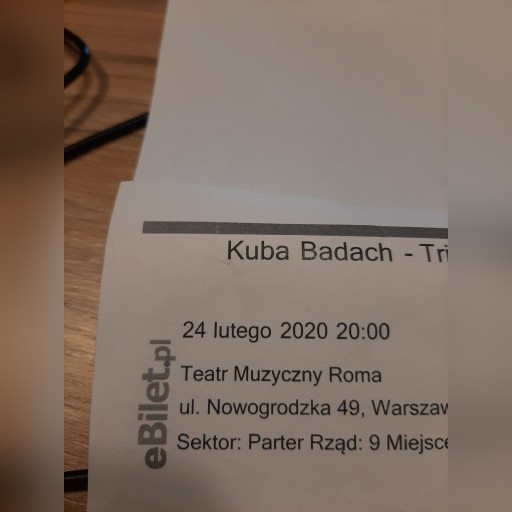 Kuba Badach - Tri
24 lutego 2020 20:00
Teatr Muzyczny Roma
ul. Nowogrodzka 49, Warszaw
Sektor: Parter Rząd: 9 Miejsce
eBilet.pl